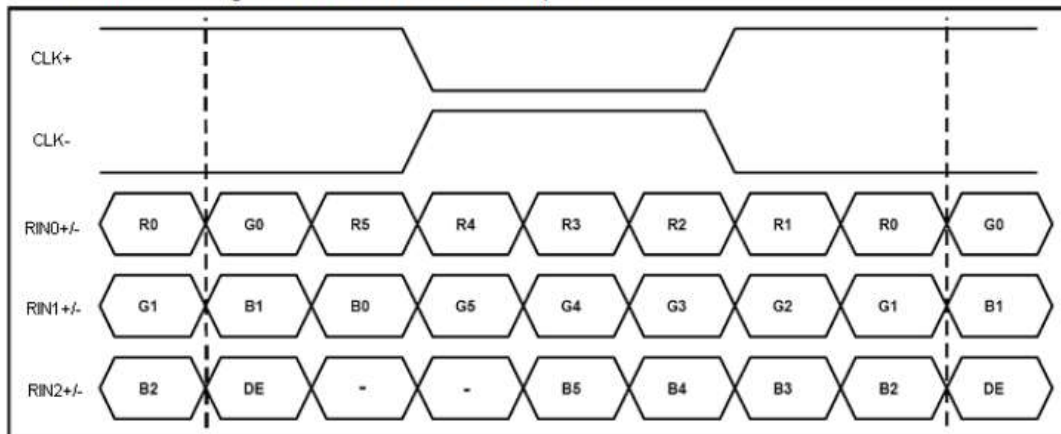 CLK+
CLK-
RIN0+/- R0 G0 R5 R4 R3 R2 R1 R0 G0
RIN1+/- G1 B1 B0 G5 G4 G3 G2 G1 B1
RIN2+/- B2 DE - - B5 B4 B3 B2 DE